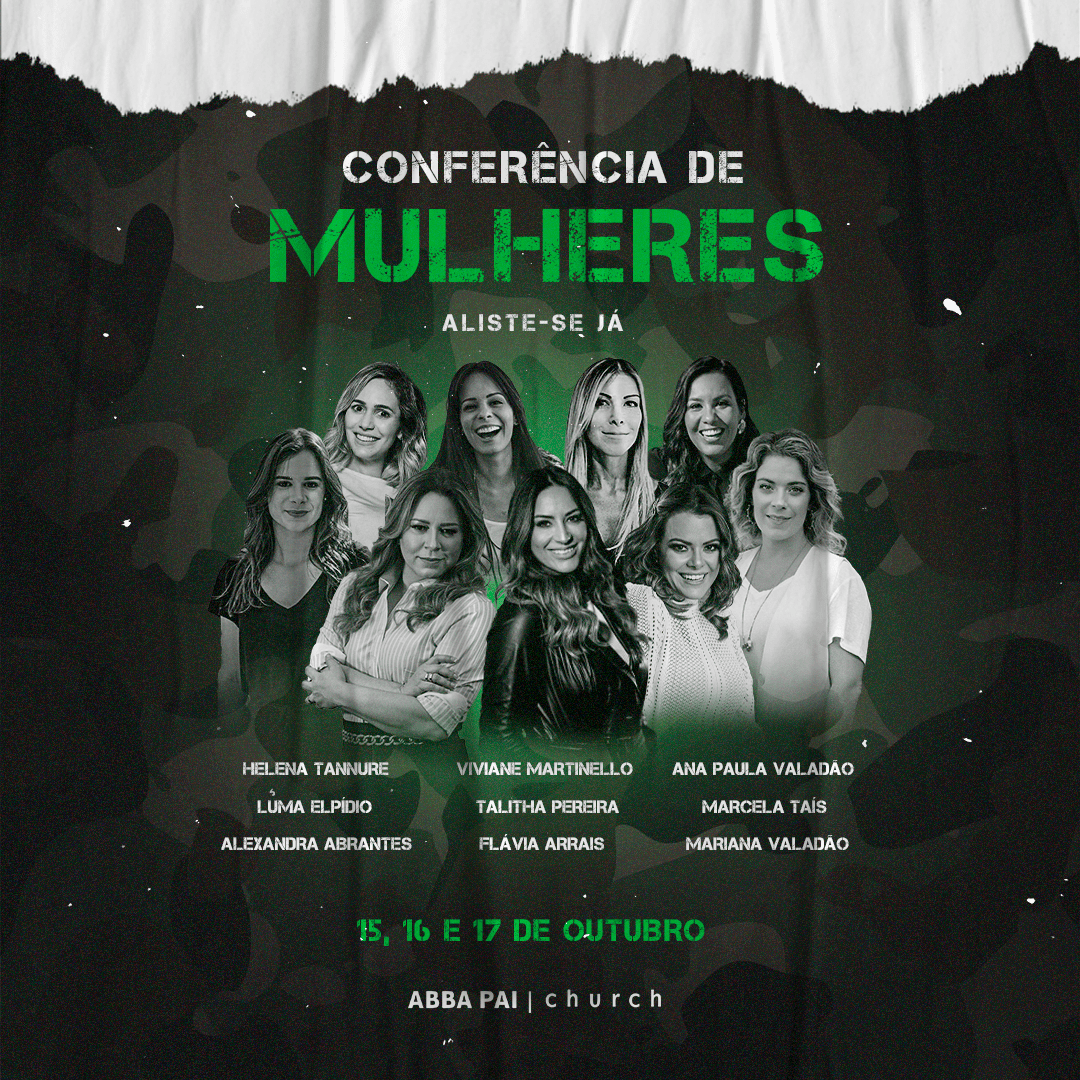 CONFERÊNCIA DE
MULHERES
ALISTE-SE JÁ
HELENA TANNURE VIVIANE MARTINELLO ANA PAULA VALADÃO
LUMA ELPÍDIO TALITHA PEREIRA MARCELA TAÍS
ALEXANDRA ABRANTES FLÁVIA ARRAIS MARIANA VALADÃO
15, 16 E 17 DE OUTUBRO
ABBA PAI | church